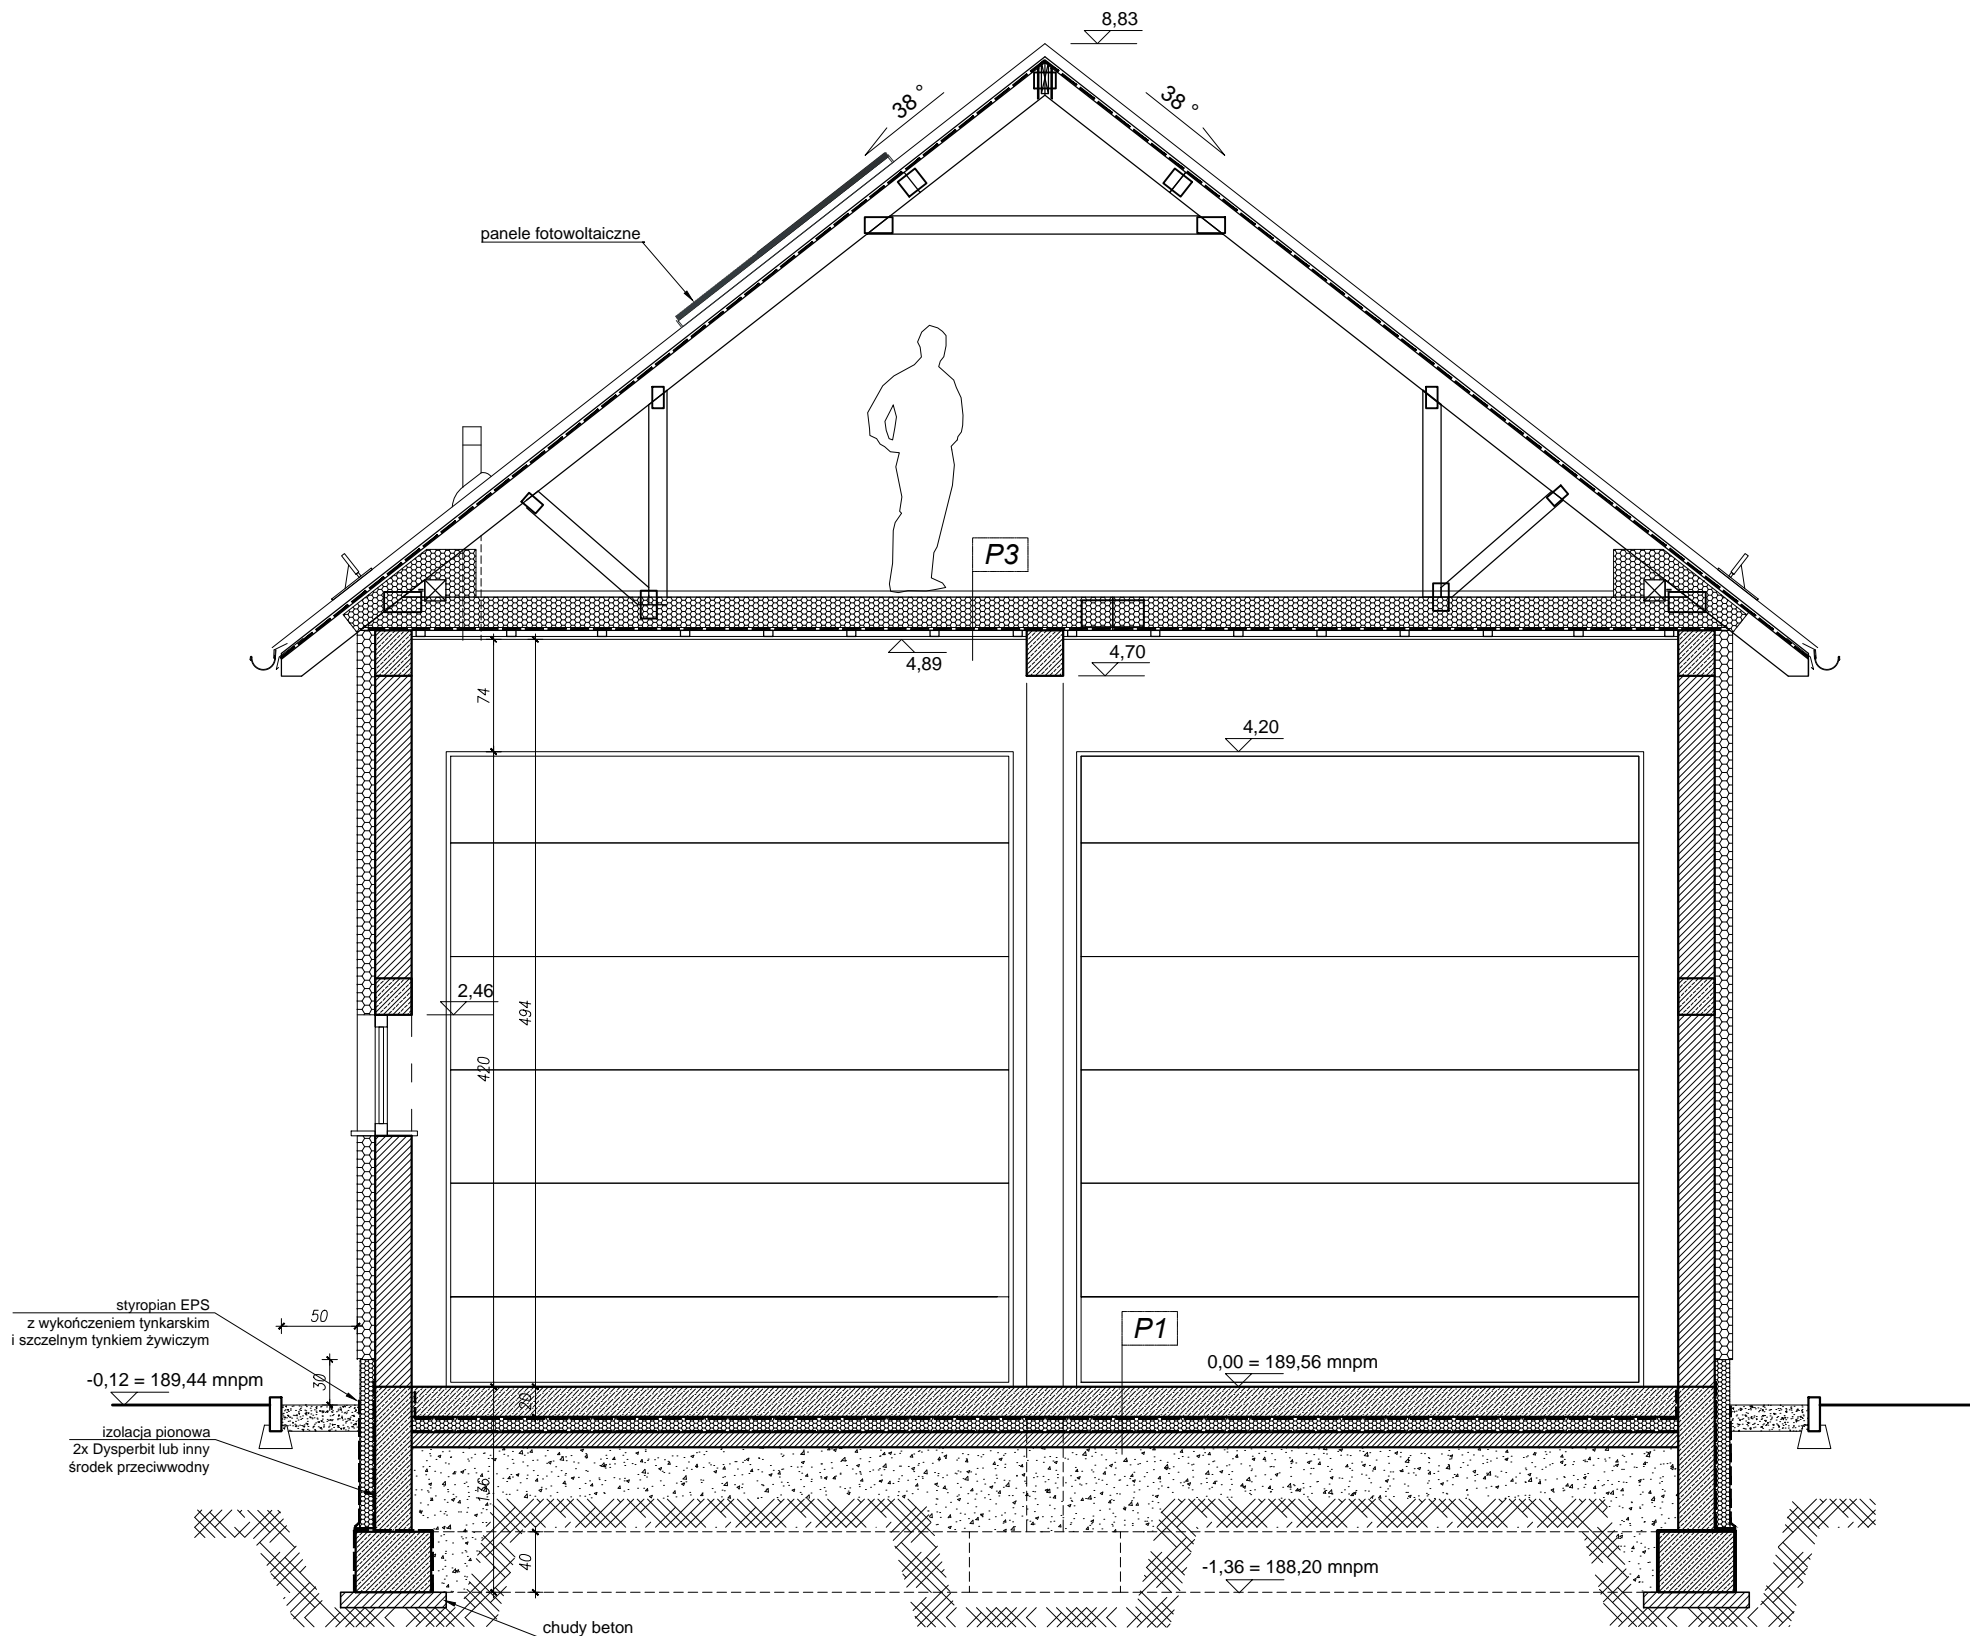 8,83
38 °
38 °
panele fotowoltaiczne
P3
4,89
4,70
74
4,20
2,46
494
420
styropian EPS
z wykończeniem tynkarskim
i szczelnym tynkiem żywiczym
50
30
P1
0,00 = 189,56 mnpm
-0,12 = 189,44 mnpm
20
izolacja pionowa
2x Dysperbit lub inny
środek przeciwwodny
136
40
-1,36 = 188,20 mnpm
chudy beton